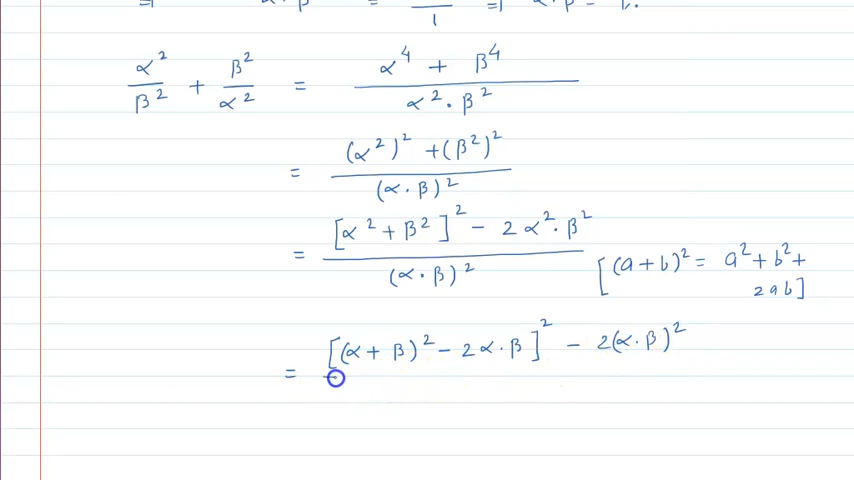 α²/β² + β²/α² = α⁴ + β⁴ / α² · β²
= (α²)² + (β²)² / (α · β)²
= [α² + β²]² - 2α² · β² / (α · β)²
[(a + b)² = a² + b² +
2ab]
= [(α + β)² - 2α · β]² - 2(α · β)²